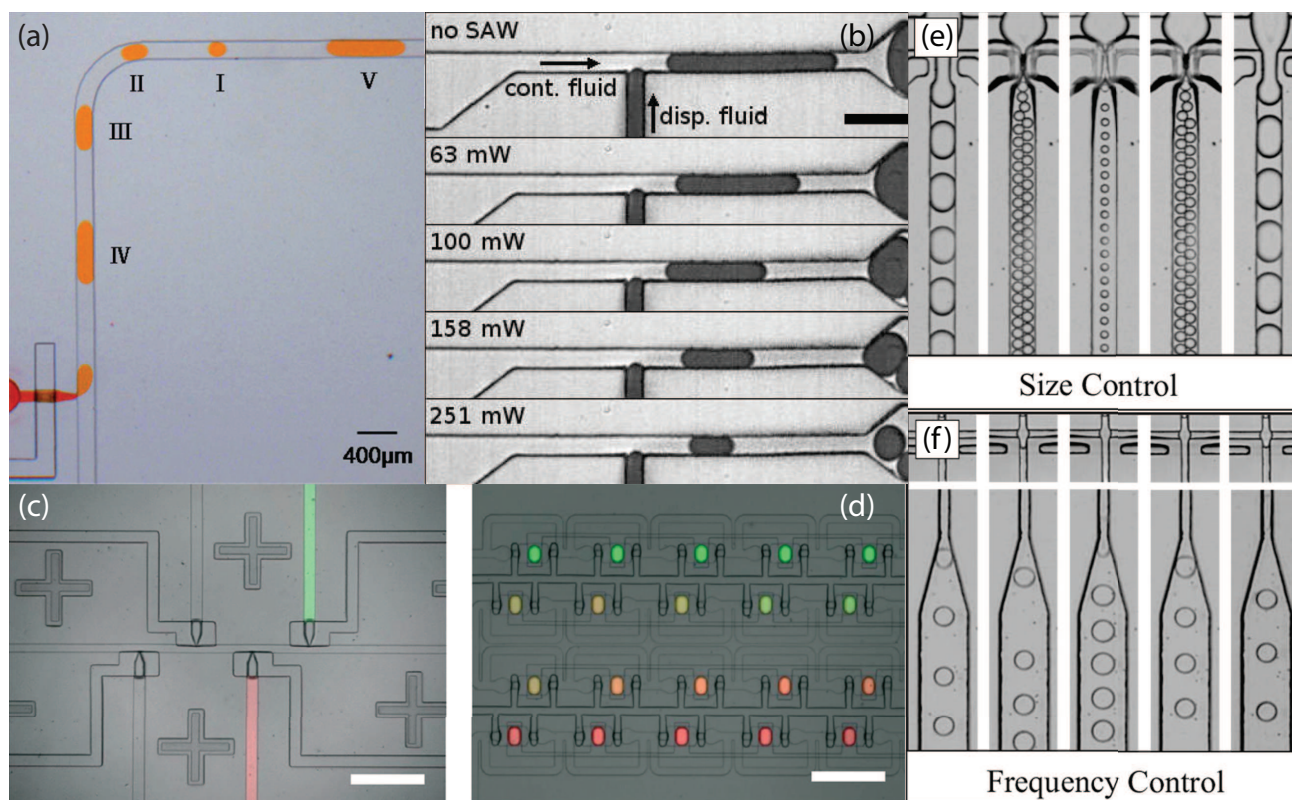 (a)
II
I
V
III
IV
400μm
no SAW
(b)
cont. fluid
disp. fluid
63 mW
100 mW
158 mW
251 mW
(c)
(d)
(e)
Size Control
(f)
Frequency Control